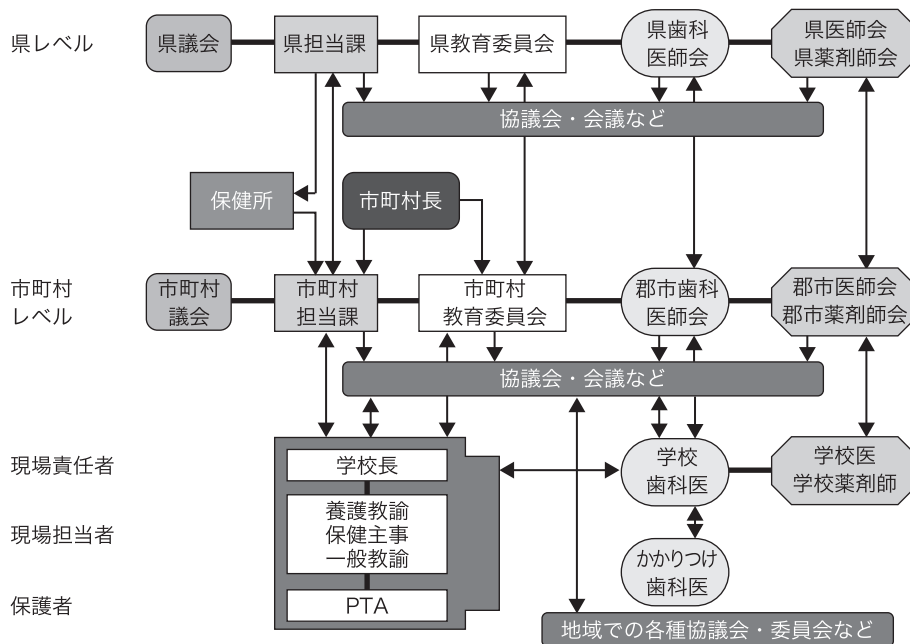 県レベル
県議会
県担当課
県教育委員会
県歯科
医師会
県医師会
県薬剤師会
協議会・会議など
保健所
市町村長
市町村
レベル
市町村
議会
市町村
担当課
市町村
教育委員会
郡市歯科
医師会
郡市医師会
郡市薬剤師会
協議会・会議など
現場責任者
学校長
学校
歯科医
学校医
学校薬剤師
現場担当者
養護教諭
保健主事
一般教諭
かかりつけ
歯科医
保護者
PTA
地域での各種協議会・委員会など